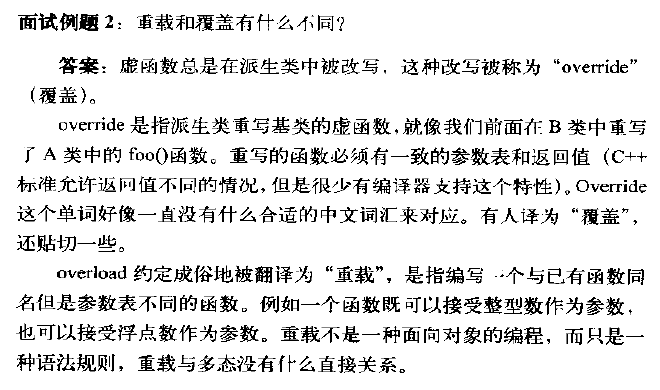 面试例题 2：重载和覆盖有什么不同？
答案：虚函数总是在派生类中被改写，这种改写被称为“override”
（覆盖）。
override 是指派生类重写基类的虚函数，就像我们前面在 B 类中重写
了 A 类中的 foo()函数。重写的函数必须有一致的参数表和返回值（C++
标准允许返回值不同的情况，但是很少有编译器支持这个特性）。Override
这个单词好像一直没有什么合适的中文词汇来对应。有人译为“覆盖”，
还贴切一些。
overload 约定成俗地被翻译为“重载”，是指编写一个与已有函数同
名但是参数表不同的函数。例如一个函数既可以接受整型数作为参数，
也可以接受浮点数作为参数。重载不是一种面向对象的编程，而只是一
种语法规则，重载与多态没有什么直接关系。